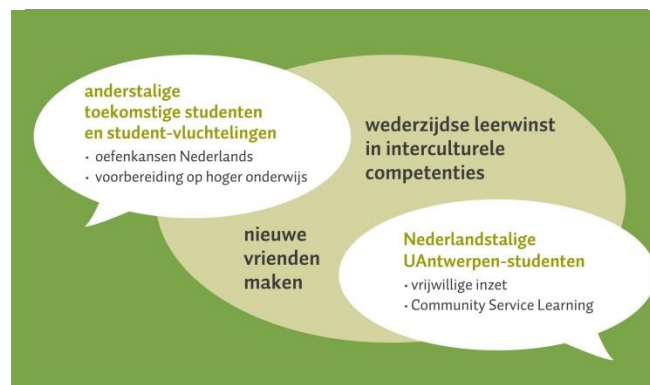 anderstalige
toekomstige studenten
en student-vluchtelingen
• oefenkansen Nederlands
• voorbereiding op hoger onderwijs
wederzijdse leerwinst
in interculturele
competenties
nieuwe
vrienden
maken
Nederlandstalige
UAntwerpen-studenten
• vrijwillige inzet
• Community Service Learning